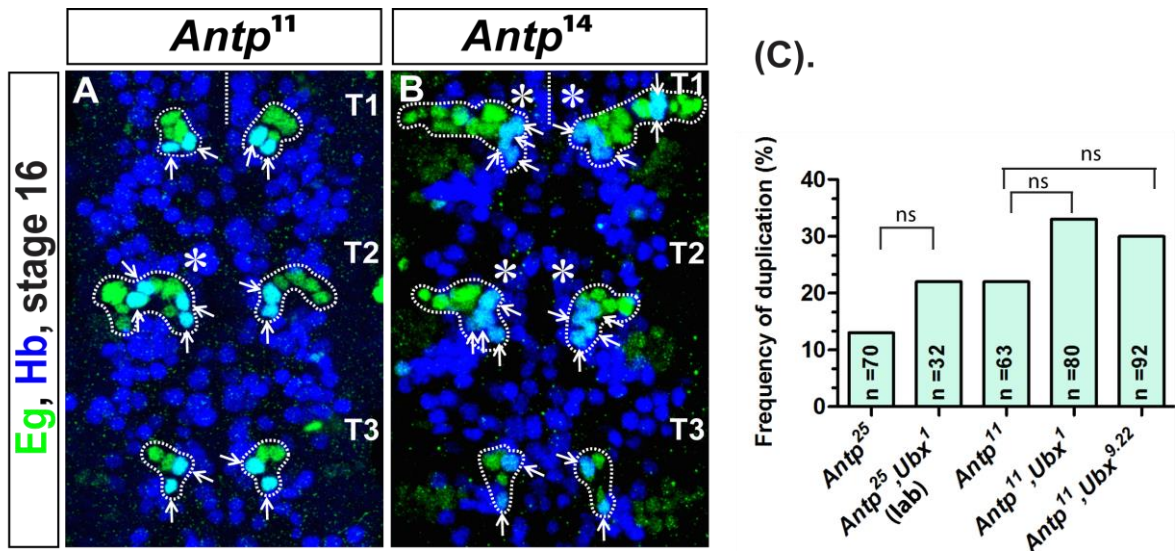 Antp¹¹
Antp¹⁴
(C).
Eg, Hb, stage 16
A
T1
T2
T3
B
T1
T2
T3
Frequency of duplication (%)
40
30
20
10
0
ns
ns
ns
n =70
n =32
n =63
n =80
n =92
Antp²⁵
Antp²⁵,Ubx¹
(lab)
Antp¹¹
Antp¹¹,Ubx¹
Antp¹¹,Ubx⁹·²²